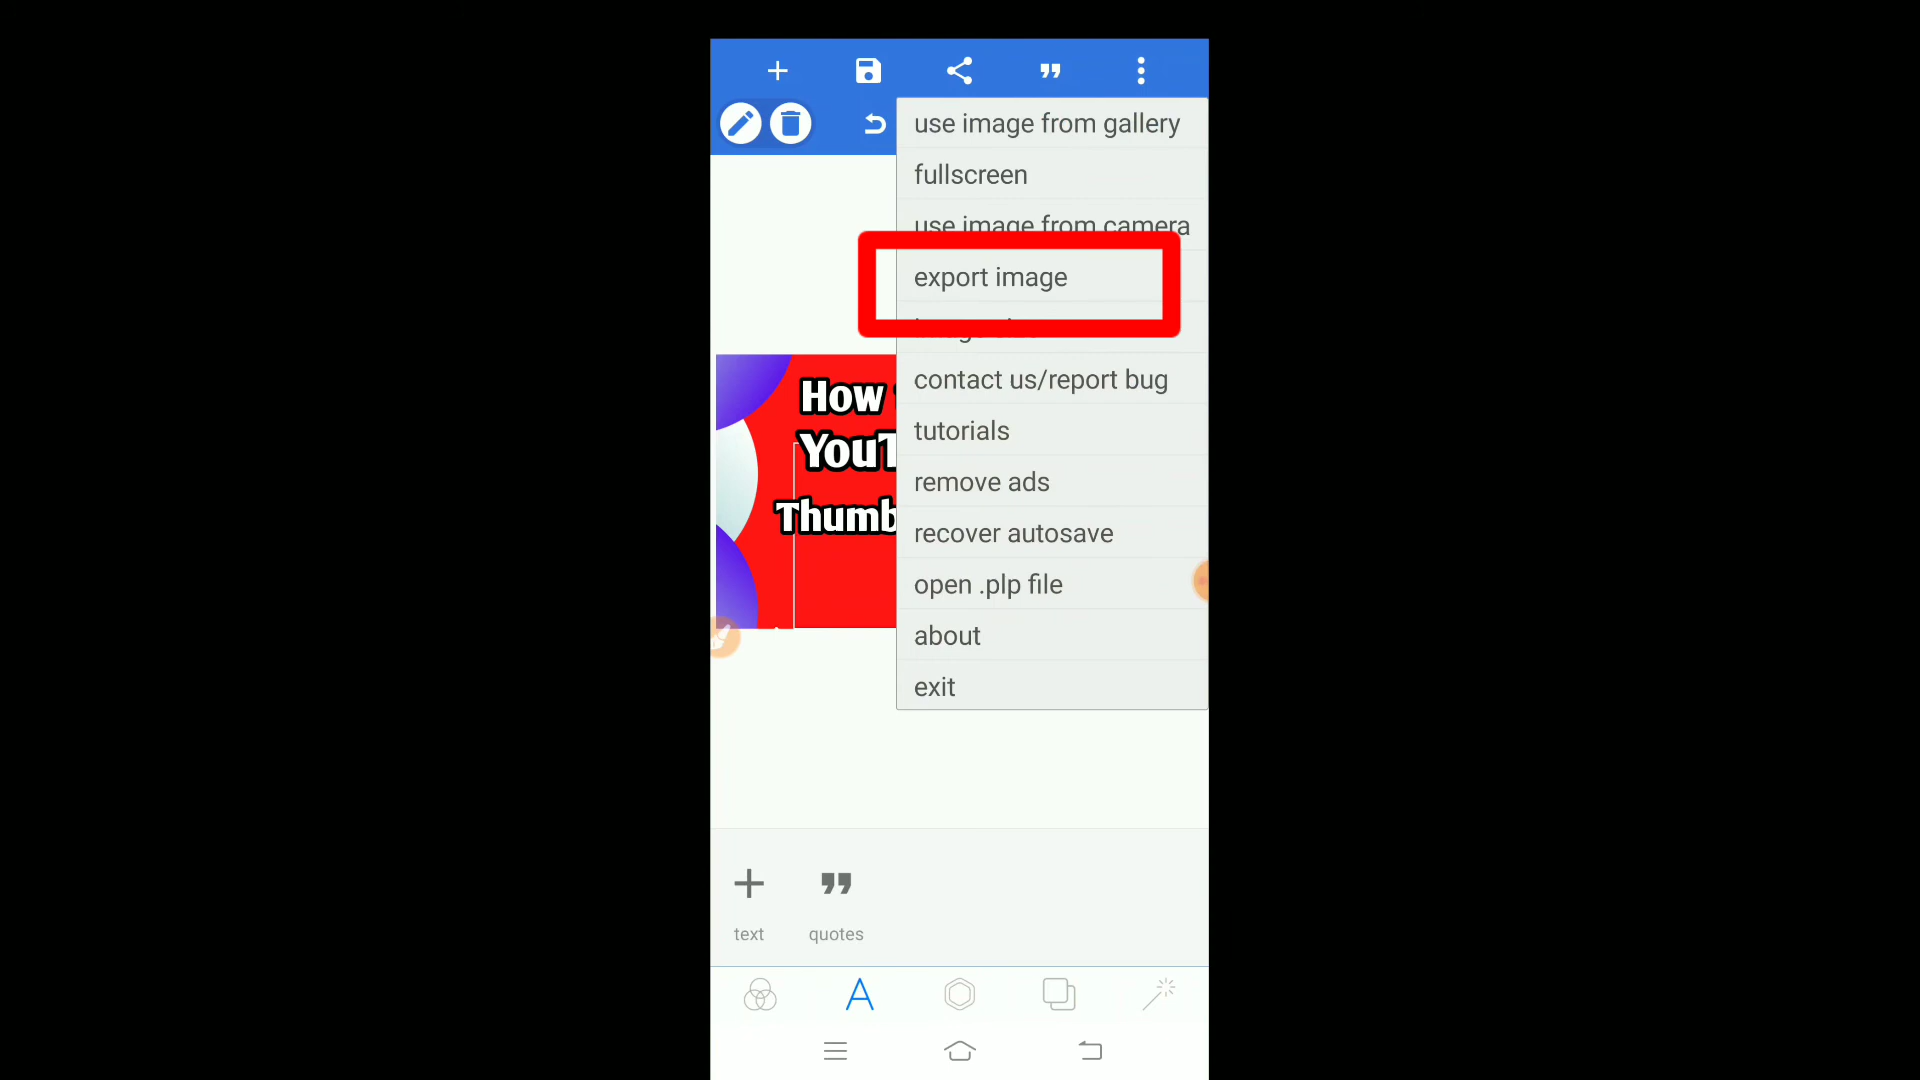 use image from gallery
fullscreen
use image from camera
export image
contact us/report bug
tutorials
remove ads
recover autosave
open .plp file
about
exit
How
YouT
Thumb
text
quotes